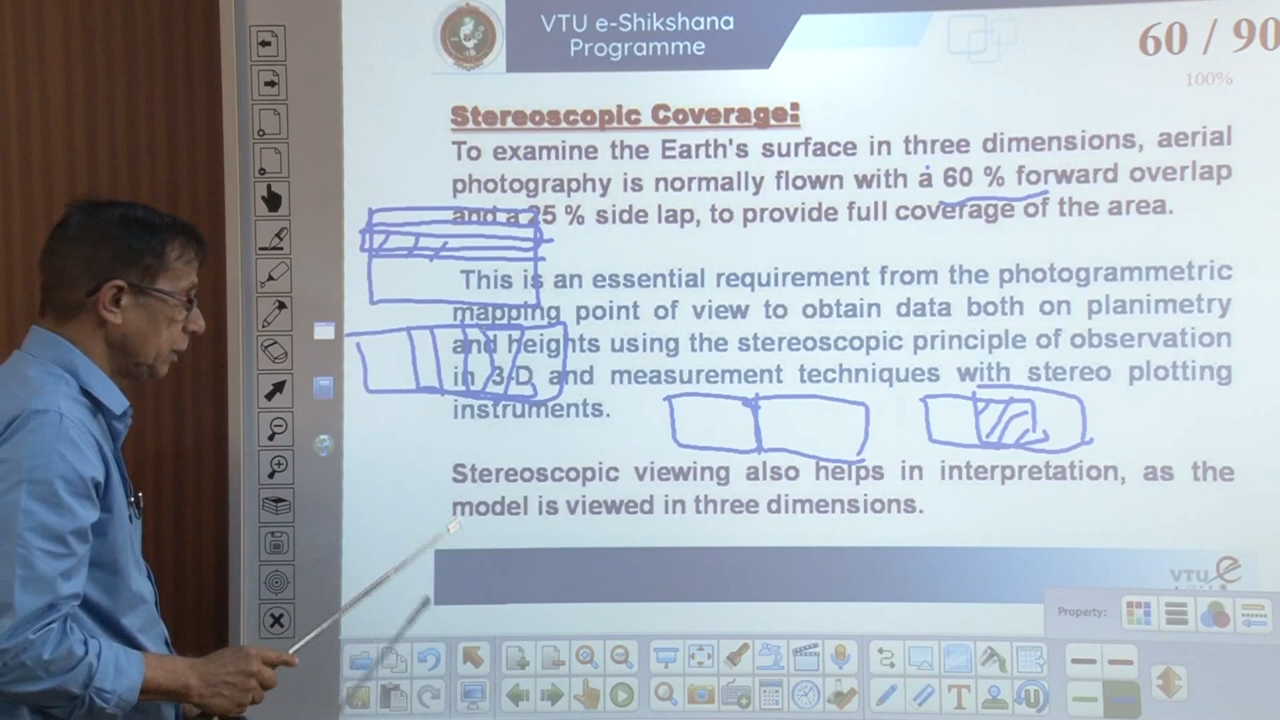 VTU e-Shikshana
Programme
60 / 90
100%
Stereoscopic Coverage:
To examine the Earth's surface in three dimensions, aerial
photography is normally flown with a 60 % forward overlap
and a 25 % side lap, to provide full coverage of the area.
This is an essential requirement from the photogrammetric
mapping point of view to obtain data both on planimetry
and heights using the stereoscopic principle of observation
in 3-D and measurement techniques with stereo plotting
instruments.
Stereoscopic viewing also helps in interpretation, as the
model is viewed in three dimensions.
VTU e
Property: